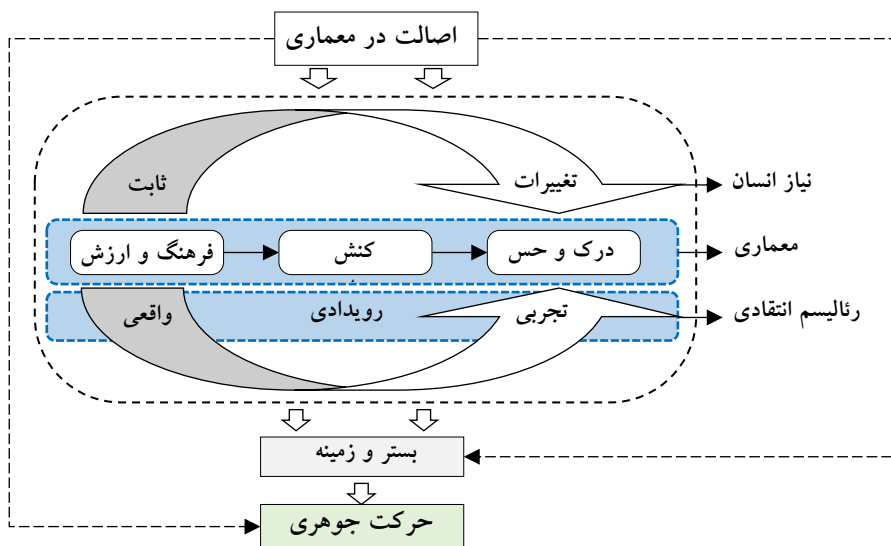 اصالت در معماری
ثابت
تغییرات
نیاز انسان
فرهنگ و ارزش
کنش
درک و حس
معماری
واقعی
رویدادی
تجربی
رئالیسم انتقادی
بستر و زمینه
حرکت جوهری